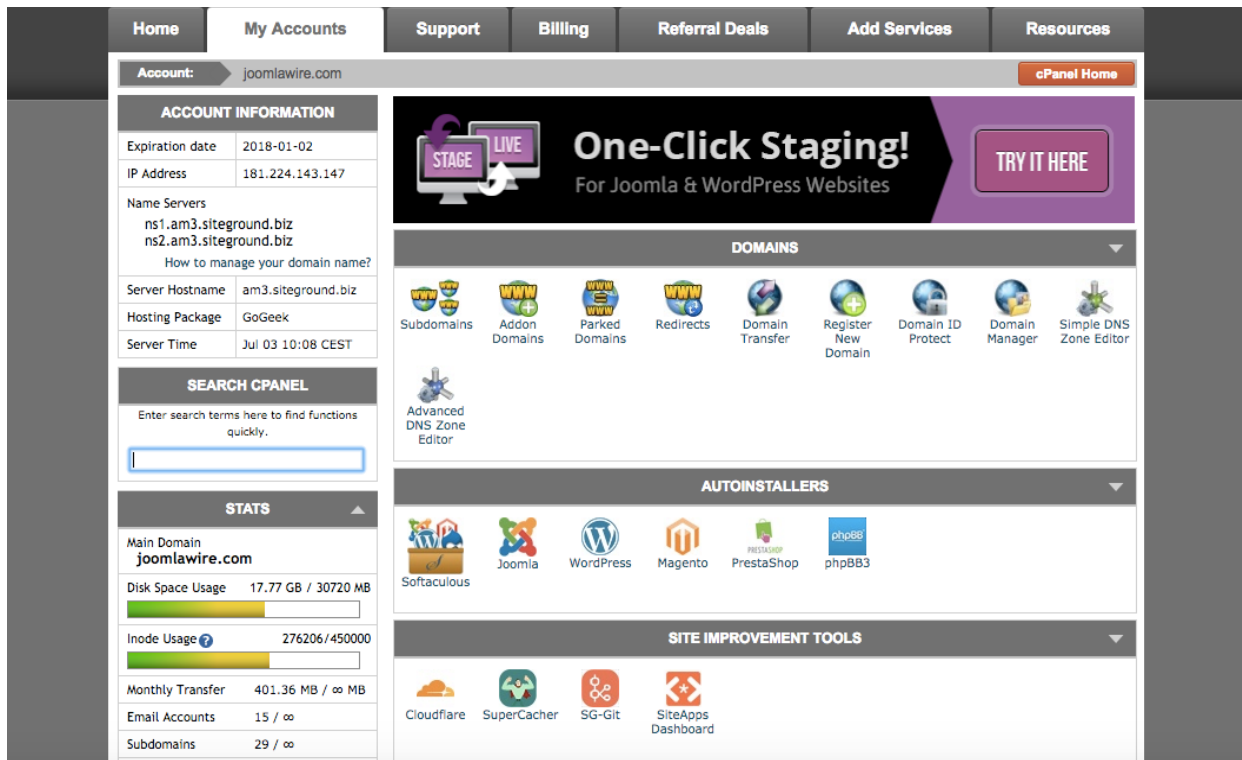 Home
My Accounts
Support
Billing
Referral Deals
Add Services
Resources
Account:
joomlawire.com
cPanel Home
ACCOUNT INFORMATION
Expiration date 2018-01-02
IP Address 181.224.143.147
Name Servers
ns1.am3.siteground.biz
ns2.am3.siteground.biz
How to manage your domain name?
Server Hostname am3.siteground.biz
Hosting Package GoGeek
Server Time Jul 03 10:08 CEST
SEARCH CPANEL
Enter search terms here to find functions
quickly.
STATS
Main Domain
joomlawire.com
Disk Space Usage 17.77 GB / 30720 MB
Inode Usage ? 276206/450000
Monthly Transfer 401.36 MB / ∞ MB
Email Accounts 15 / ∞
Subdomains 29 / ∞
STAGE
LIVE
One-Click Staging!
For Joomla & WordPress Websites
TRY IT HERE
DOMAINS
www
www
www
www
Subdomains
www
Addon
Domains
www
www
Parked
Domains
www
Redirects
Domain
Transfer
Register
New
Domain
Domain ID
Protect
Domain
Manager
Simple DNS
Zone Editor
Advanced
DNS Zone
Editor
AUTOINSTALLERS
Softaculous
Joomla
WordPress
Magento
PRESTASHOP
PrestaShop
phpBB
phpBB3
SITE IMPROVEMENT TOOLS
Cloudflare
SuperCacher
SG-Git
SiteApps
Dashboard